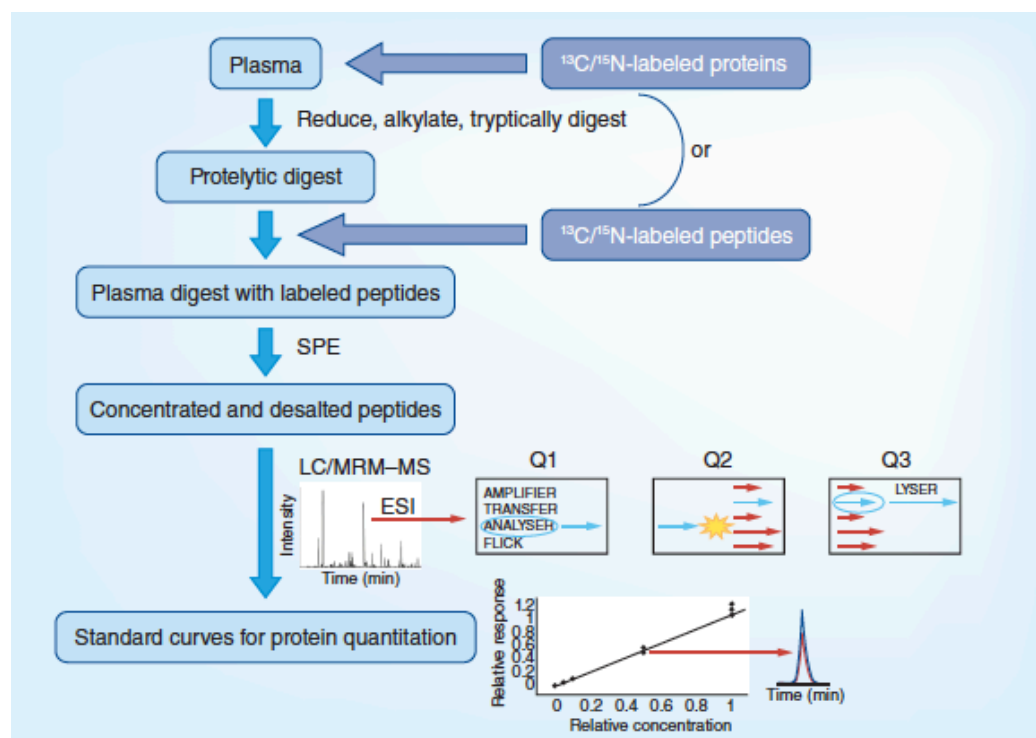 Plasma
¹³C/¹⁵N-labeled proteins
Reduce, alkylate, tryptically digest
or
Protelytic digest
¹³C/¹⁵N-labeled peptides
Plasma digest with labeled peptides
SPE
Concentrated and desalted peptides
LC/MRM–MS
Intensity
ESI
Time (min)
Q1
AMPLIFIER
TRANSFER
ANALYSER
FLICK
Q2
Q3
LYSER
Standard curves for protein quantitation
Relative response
1.2
1
0.8
0.6
0.4
0.2
0
0 0.2 0.4 0.6 0.8 1
Relative concentration
Time (min)